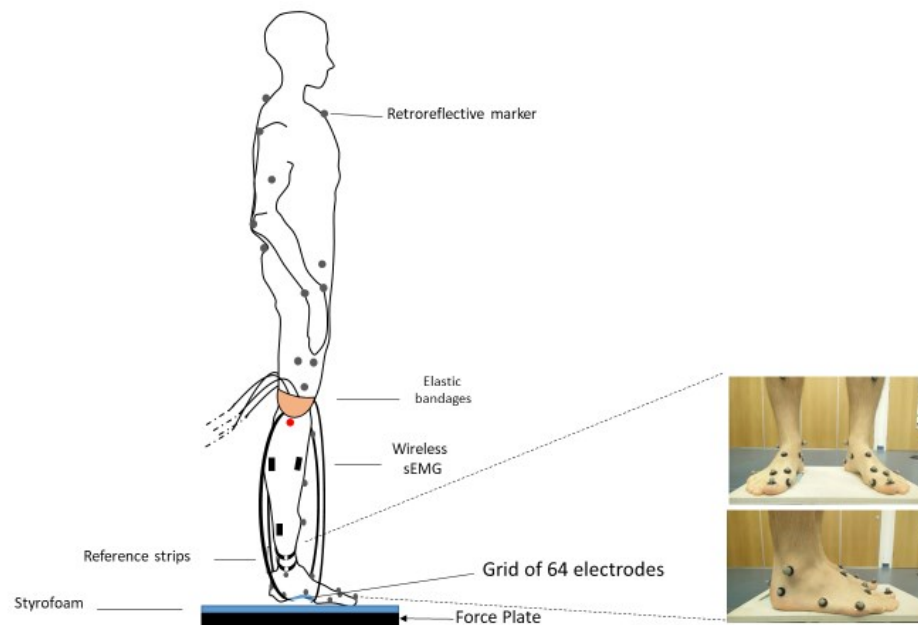 Retroreflective marker
Elastic
bandages
Wireless
sEMG
Reference strips
Grid of 64 electrodes
Styrofoam
Force Plate